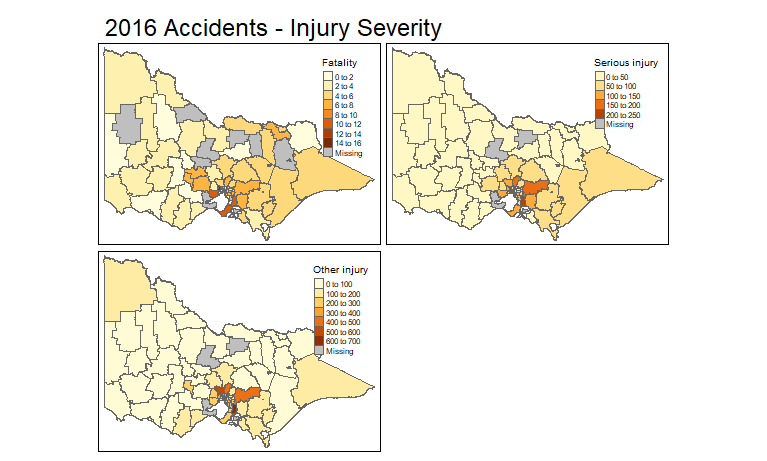 2016 Accidents - Injury Severity
Fatality
0 to 2
2 to 4
4 to 6
6 to 8
8 to 10
10 to 12
12 to 14
14 to 16
Missing
Serious injury
0 to 50
50 to 100
100 to 150
150 to 200
200 to 250
Missing
Other injury
0 to 100
100 to 200
200 to 300
300 to 400
400 to 500
500 to 600
600 to 700
Missing